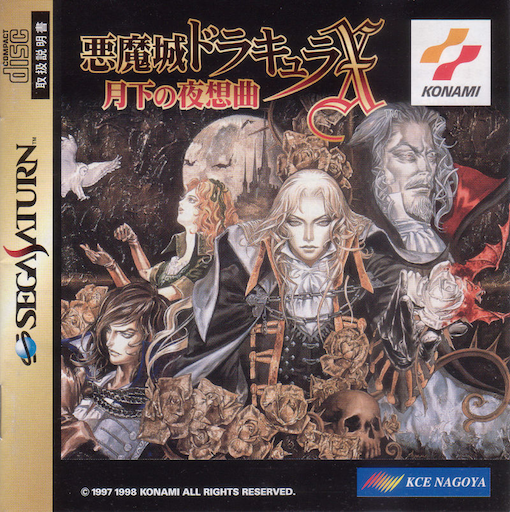 COMPACT
disc
取扱説明書
SEGA SATURN™
悪魔城ドラキュラX
月下の夜想曲
KONAMI
© 1997 1998 KONAMI ALL RIGHTS RESERVED.
KCE NAGOYA